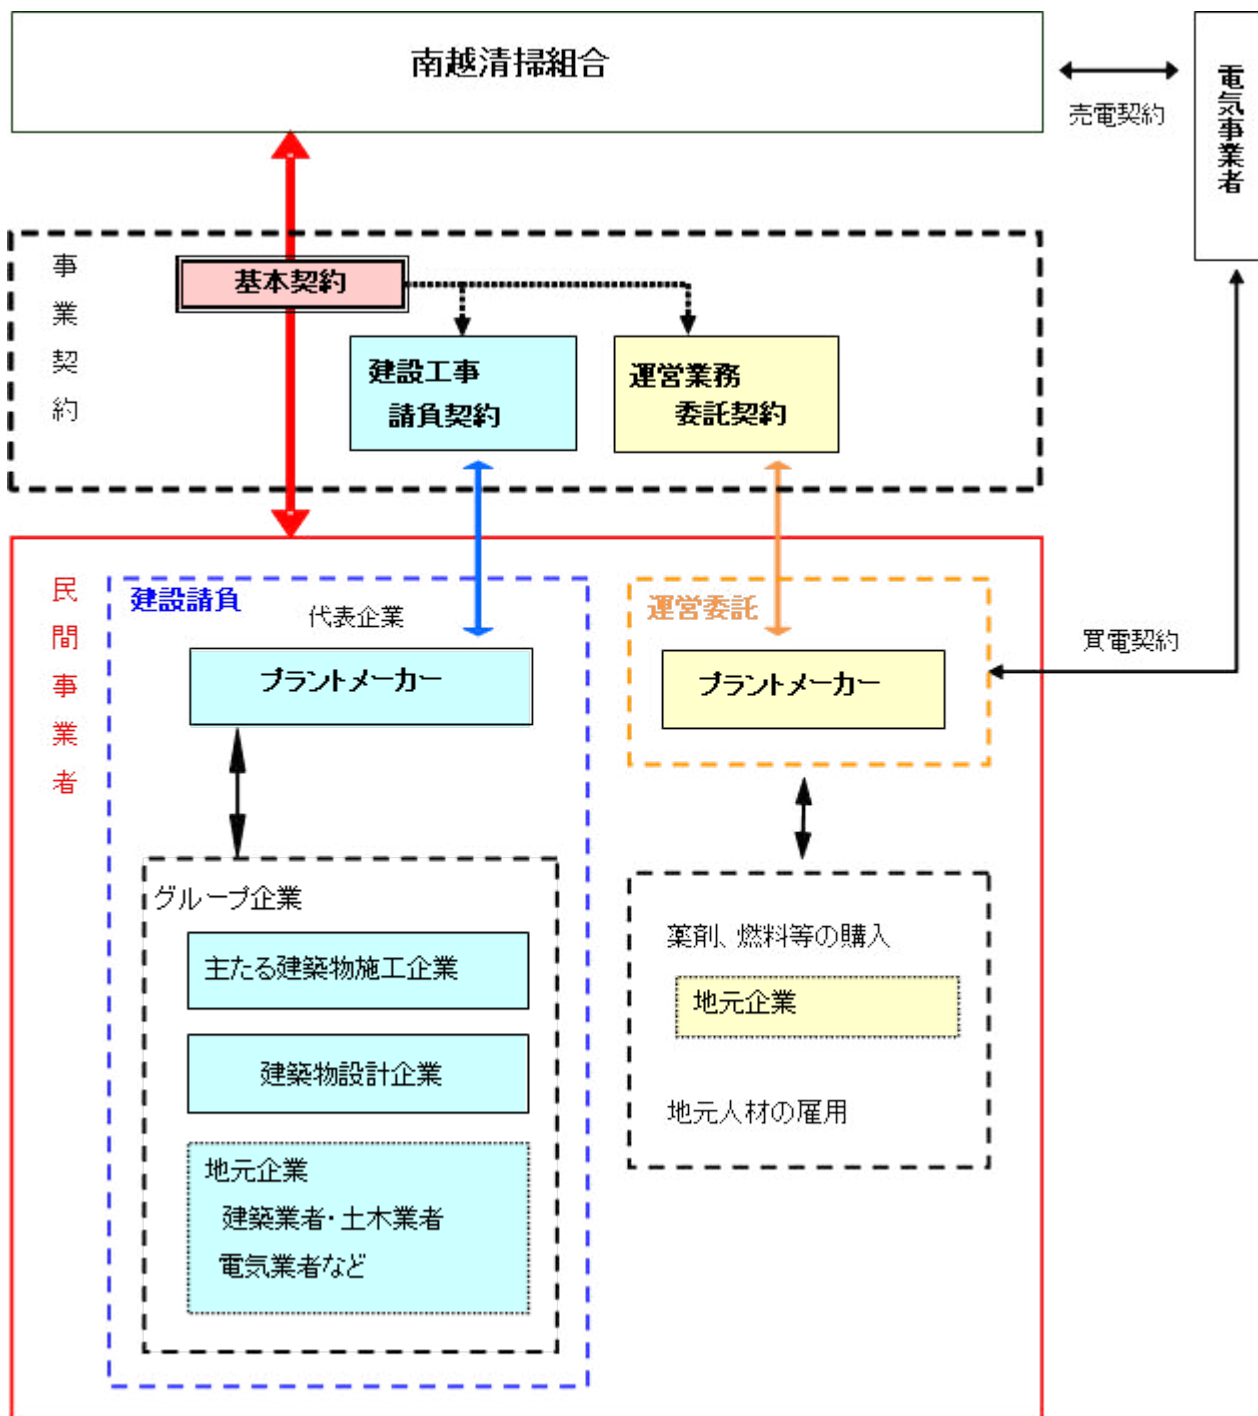 南越清掃組合
売電契約
電気事業者
事業契約
基本契約
建設工事
請負契約
運営業務
委託契約
民間事業者
建設請負
代表企業
プラントメーカー
グループ企業
主たる建築物施工企業
建築物設計企業
地元企業
建築業者・土木業者
電気業者など
運営委託
プラントメーカー
買電契約
薬剤、燃料等の購入
地元企業
地元人材の雇用